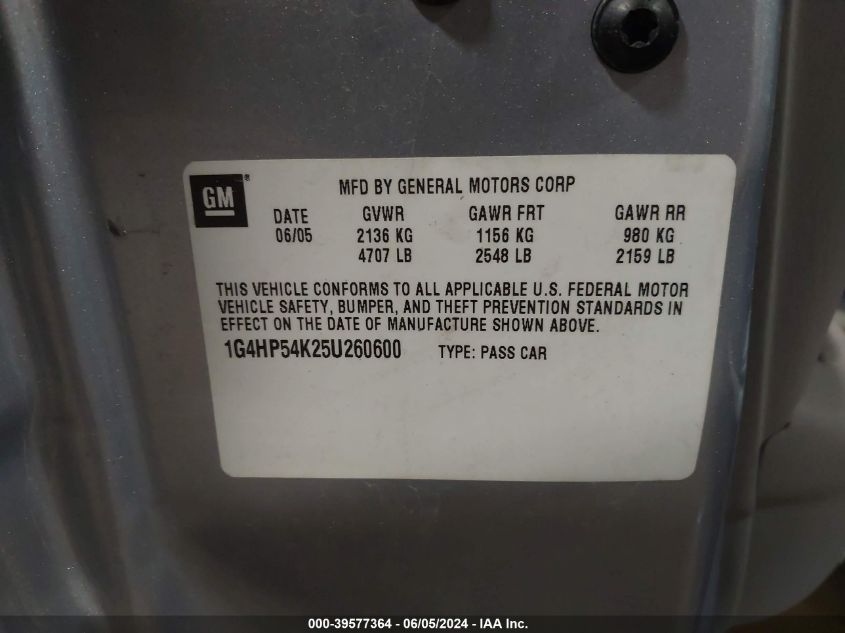 GM®
MFD BY GENERAL MOTORS CORP
DATE GVWR GAWR FRT GAWR RR
06/05 2136 KG 1156 KG 980 KG
4707 LB 2548 LB 2159 LB
THIS VEHICLE CONFORMS TO ALL APPLICABLE U.S. FEDERAL MOTOR
VEHICLE SAFETY, BUMPER, AND THEFT PREVENTION STANDARDS IN
EFFECT ON THE DATE OF MANUFACTURE SHOWN ABOVE.
1G4HP54K25U260600 TYPE: PASS CAR
000-39577364 - 06/05/2024 - IAA Inc.